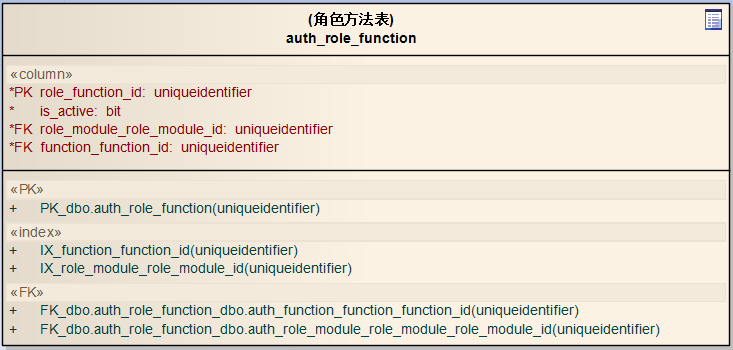 (角色方法表)
auth_role_function
«column»
*PK role_function_id: uniqueidentifier
* is_active: bit
*FK role_module_role_module_id: uniqueidentifier
*FK function_function_id: uniqueidentifier
«PK»
+ PK_dbo.auth_role_function(uniqueidentifier)
«index»
+ IX_function_function_id(uniqueidentifier)
+ IX_role_module_role_module_id(uniqueidentifier)
«FK»
+ FK_dbo.auth_role_function_dbo.auth_function_function_function_id(uniqueidentifier)
+ FK_dbo.auth_role_function_dbo.auth_role_module_role_module_role_module_id(uniqueidentifier)